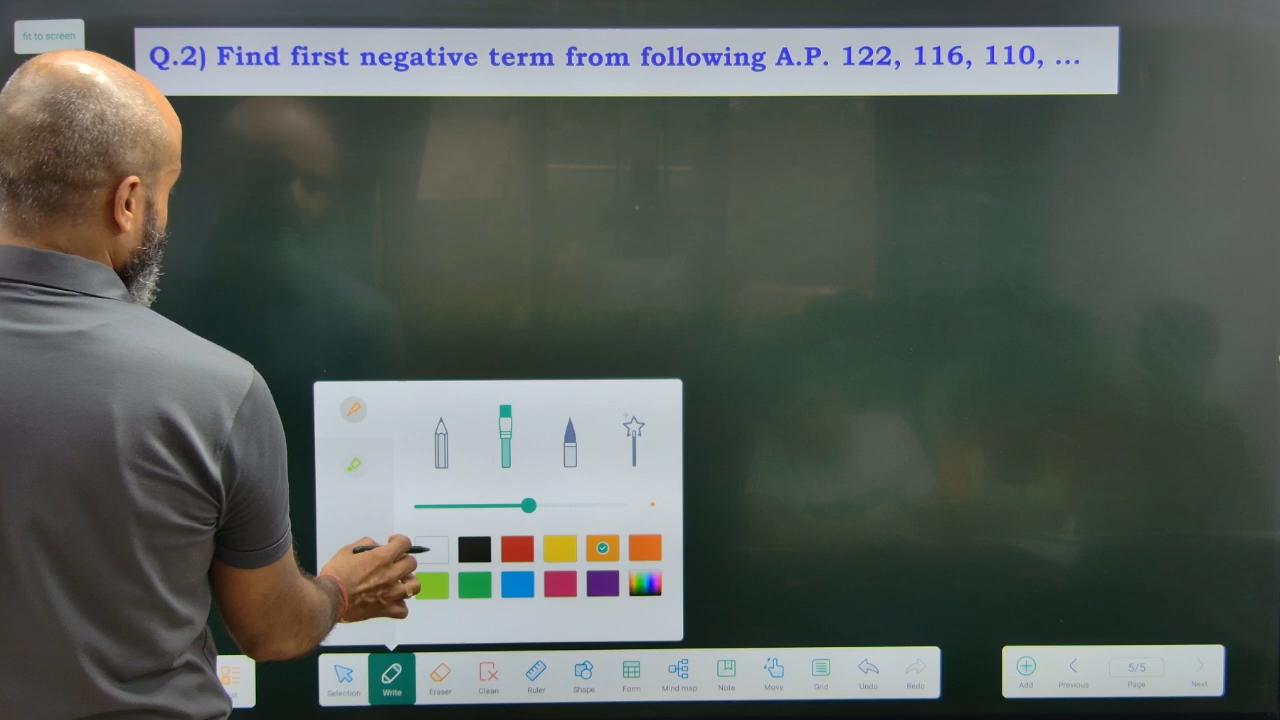 fit to screen
Q.2) Find first negative term from following A.P. 122, 116, 110, ...
Selection
Write
Eraser
Clean
Ruler
Shape
Form
Mind map
Note
Move
Grid
Undo
Redo
Add
Previous
5/5
Page
Next